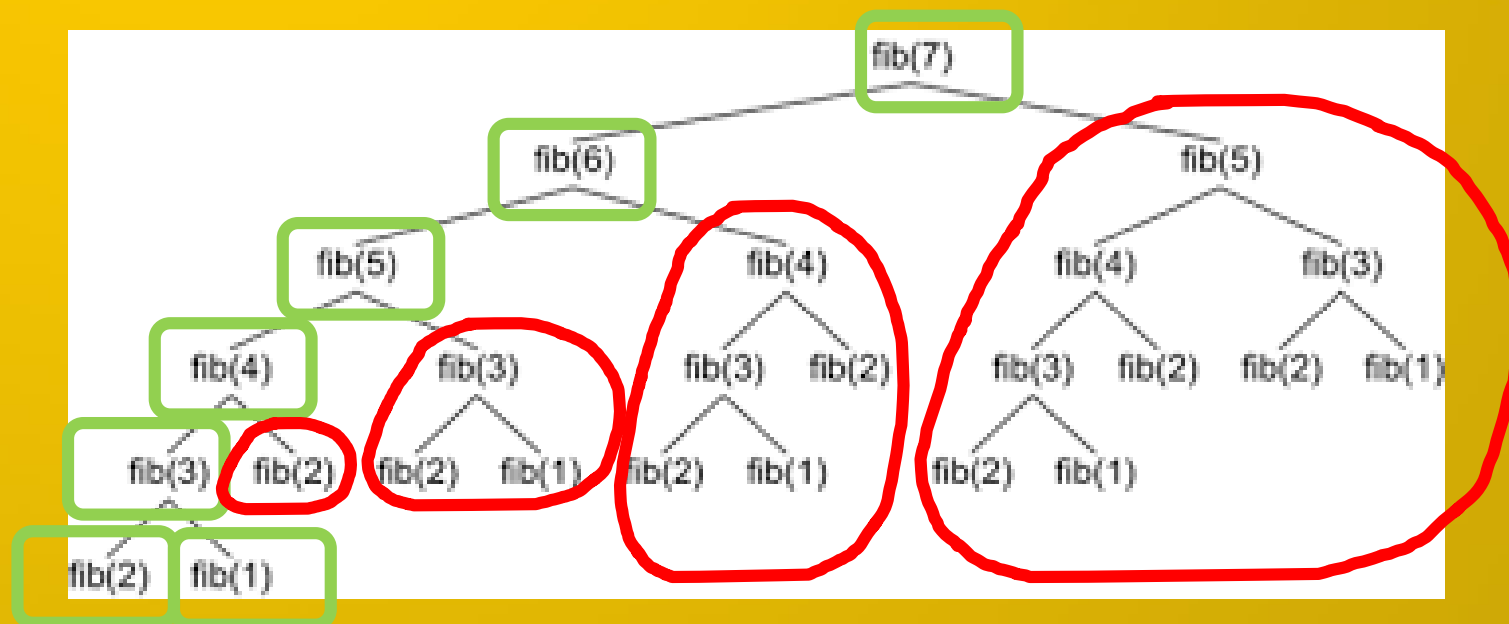 fib(7)
fib(6) fib(5)
fib(5) fib(4) fib(4) fib(3)
fib(4) fib(3) fib(3) fib(2) fib(3) fib(2) fib(2) fib(1)
fib(3) fib(2) fib(2) fib(1) fib(2) fib(1) fib(2) fib(1)
fib(2) fib(1)